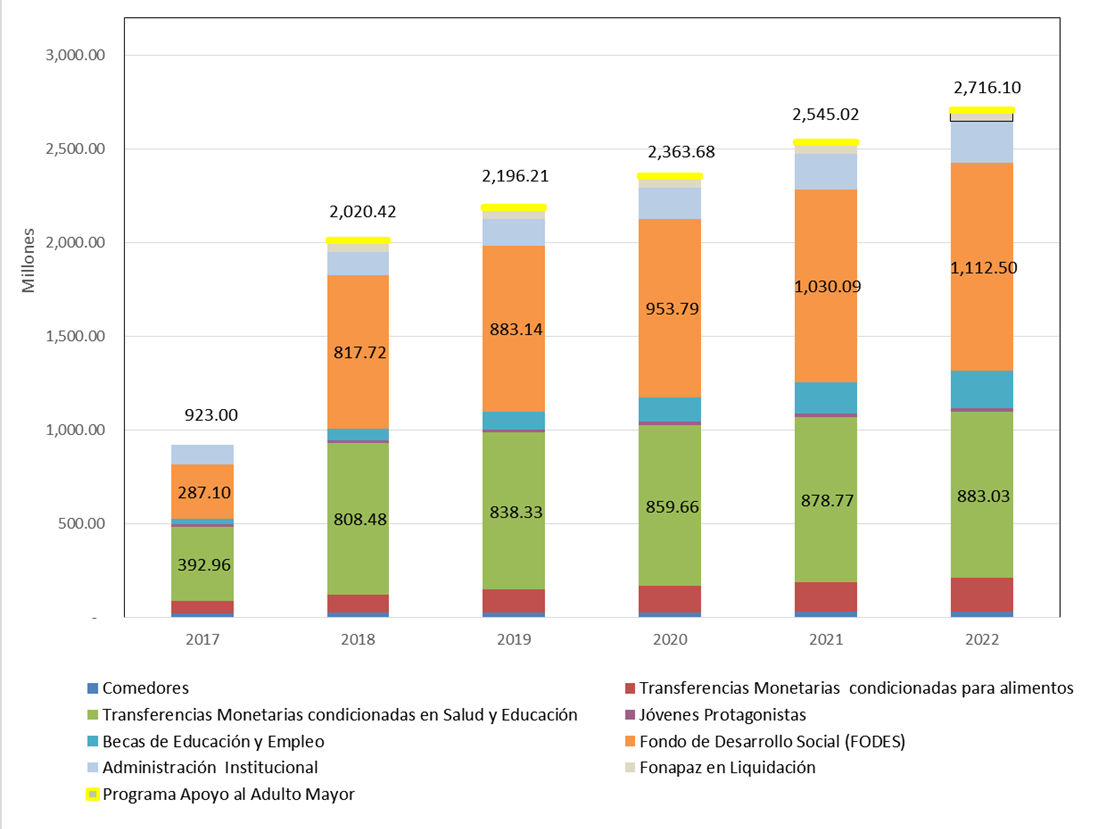 3,000.00
2,500.00
2,000.00
1,500.00
1,000.00
500.00
-
Millones
923.00
2,020.42
2,196.21
2,363.68
2,545.02
2,716.10
287.10
817.72
883.14
953.79
1,030.09
1,112.50
392.96
808.48
838.33
859.66
878.77
883.03
2017 2018 2019 2020 2021 2022
Comedores
Transferencias Monetarias condicionadas para alimentos
Transferencias Monetarias condicionadas en Salud y Educación
Jóvenes Protagonistas
Becas de Educación y Empleo
Fondo de Desarrollo Social (FODES)
Administración Institucional
Fonapaz en Liquidación
Programa Apoyo al Adulto Mayor